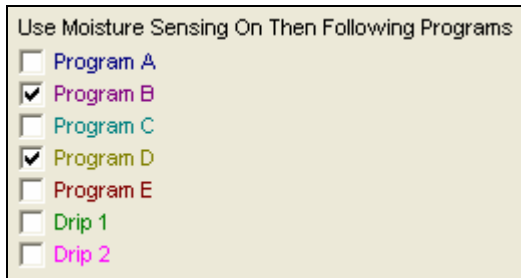 Use Moisture Sensing On Then Following Programs
Program A
Program B
Program C
Program D
Program E
Drip 1
Drip 2